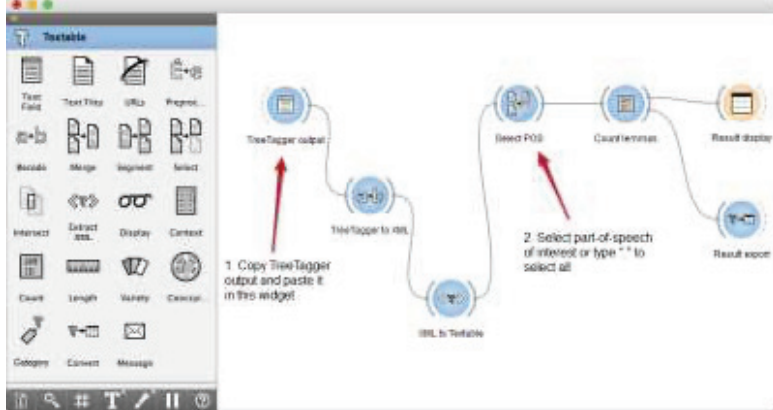 Textable
Text
Field
Text Files
URLs
Preproc...
Recode
Merge
Segment
Select
Intersect
Extract
XML
Display
Context
Count
Length
Variety
Cooccur...
Category
Convert
Message
TreeTagger output
TreeTagger to XML
XML to Textable
Select POS
Count lemmas
Result display
Result export
1. Copy TreeTagger
output and paste it
in this widget
2. Select part-of-speech
of interest or type "." to
select all